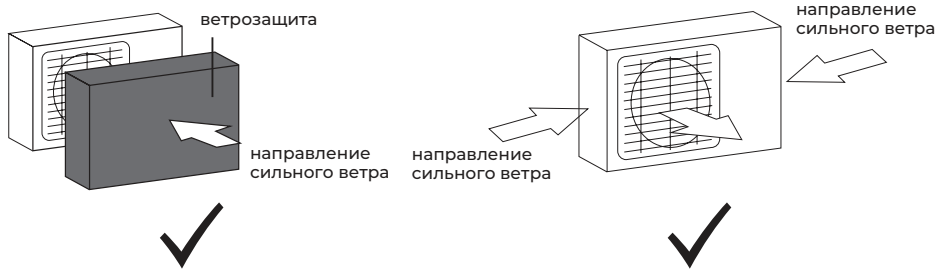 ветрозащита
направление
сильного ветра
направление
сильного ветра
направление
сильного ветра